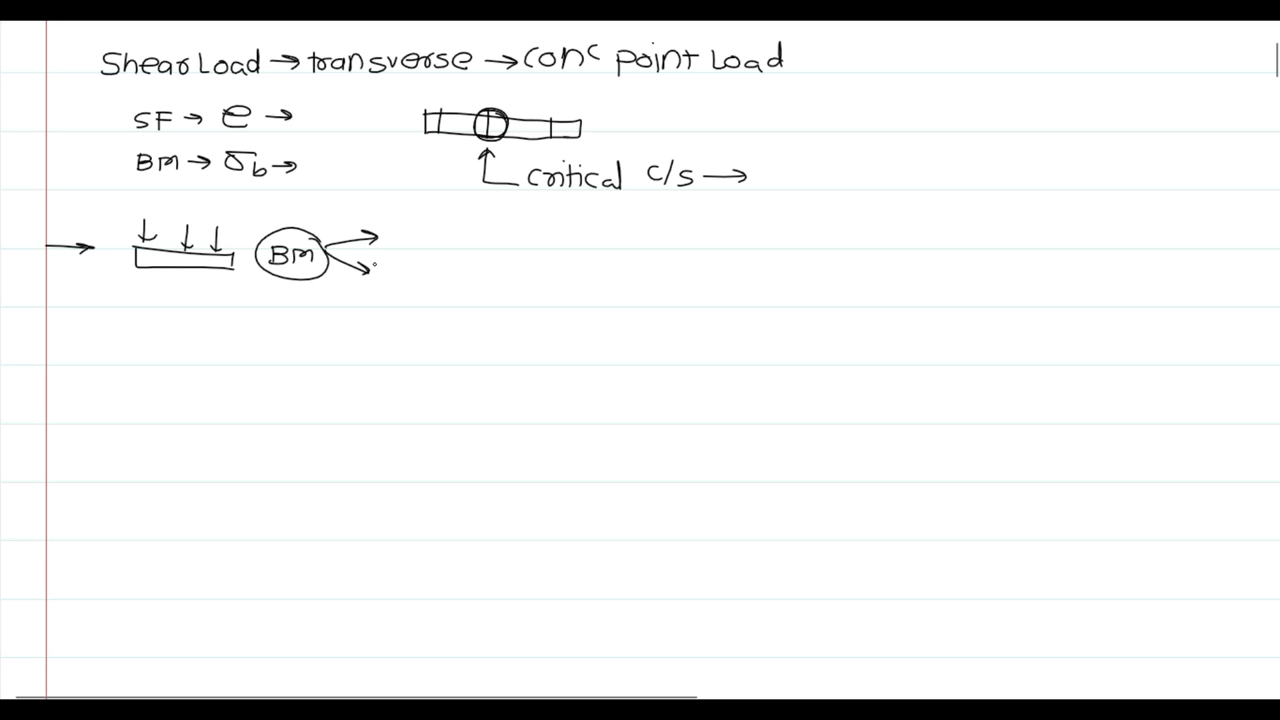 Shear Load → transverse → conc point Load
SF → e →
BM → σb →
critical c/s →
→ BM